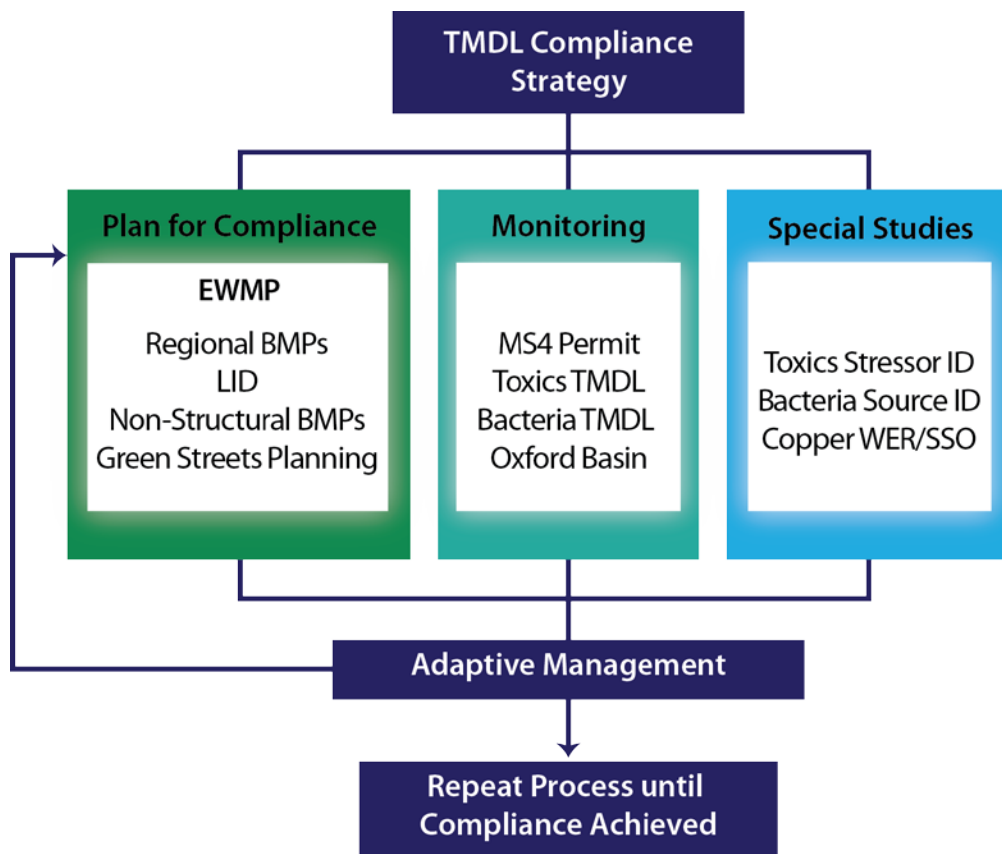 TMDL Compliance
Strategy
Plan for Compliance
EWMP
Regional BMPs
LID
Non-Structural BMPs
Green Streets Planning
Monitoring
MS4 Permit
Toxics TMDL
Bacteria TMDL
Oxford Basin
Special Studies
Toxics Stressor ID
Bacteria Source ID
Copper WER/SSO
Adaptive Management
Repeat Process until
Compliance Achieved